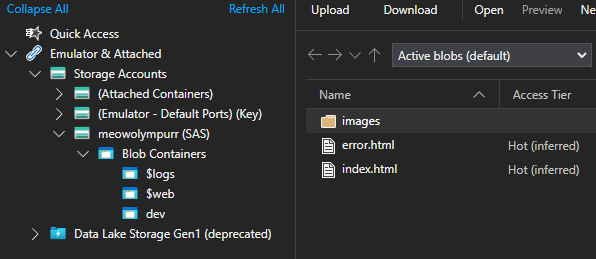 Collapse All
Refresh All
Quick Access
Emulator & Attached
Storage Accounts
(Attached Containers)
(Emulator - Default Ports) (Key)
meowolympurr (SAS)
Blob Containers
$logs
$web
dev
Data Lake Storage Gen1 (deprecated)
Upload
Download
Open
Preview
New
Active blobs (default)
Name
Access Tier
images
error.html
Hot (inferred)
index.html
Hot (inferred)